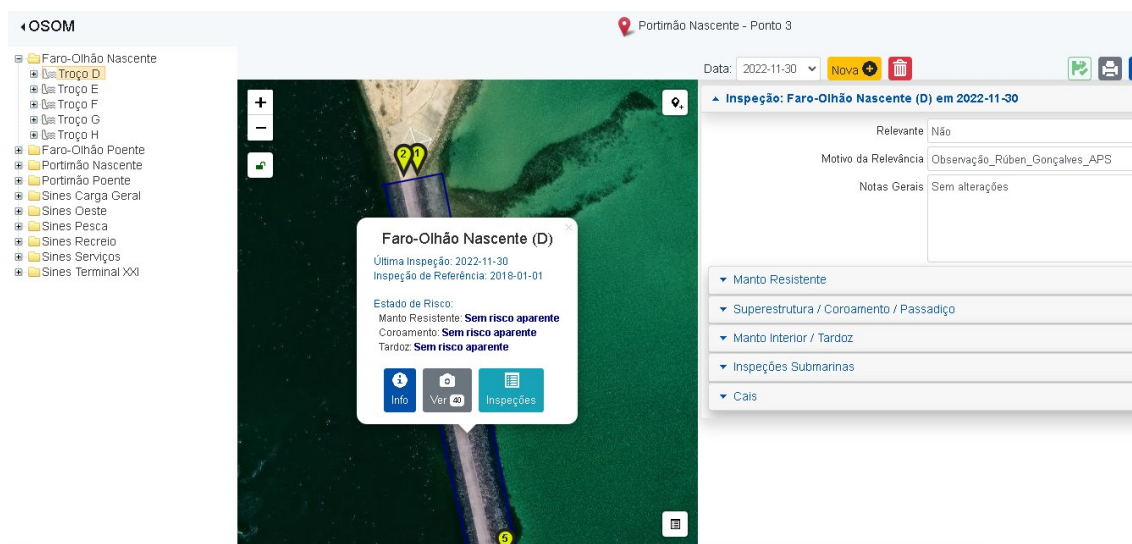 OSOM
Portimão Nascente - Ponto 3
Faro-Olhão Nascente
Troço D
Troço E
Troço F
Troço G
Troço H
Faro-Olhão Poente
Portimão Nascente
Portimão Poente
Sines Carga Geral
Sines Oeste
Sines Pesca
Sines Recreio
Sines Serviços
Sines Terminal XXI
+
−
2 1
Faro-Olhão Nascente (D)
×
Última Inspeção: 2022-11-30
Inspeção de Referência: 2018-01-01
Estado de Risco:
Manto Resistente: Sem risco aparente
Coroamento: Sem risco aparente
Tardoz: Sem risco aparente
Info
Ver 40
Inspeções
5
Data: 2022-11-30 Nova
Inspeção: Faro-Olhão Nascente (D) em 2022-11-30
Relevante Não
Motivo da Relevância Observação_Rúben_Gonçalves_APS
Notas Gerais Sem alterações
Manto Resistente
Superestrutura / Coroamento / Passadiço
Manto Interior / Tardoz
Inspeções Submarinas
Cais